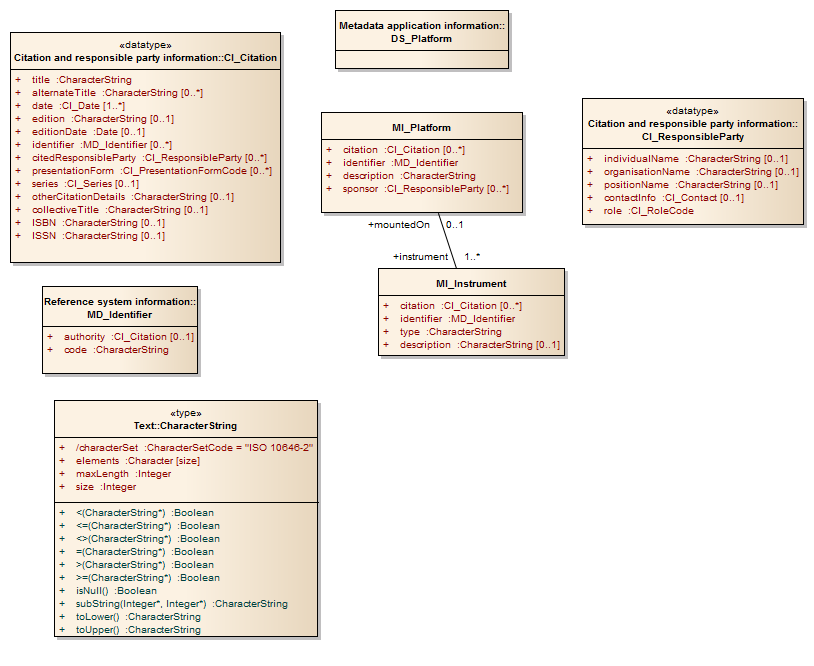 «datatype»
Citation and responsible party information::CI_Citation
+ title :CharacterString
+ alternateTitle :CharacterString [0..*]
+ date :CI_Date [1..*]
+ edition :CharacterString [0..1]
+ editionDate :Date [0..1]
+ identifier :MD_Identifier [0..*]
+ citedResponsibleParty :CI_ResponsibleParty [0..*]
+ presentationForm :CI_PresentationFormCode [0..*]
+ series :CI_Series [0..1]
+ otherCitationDetails :CharacterString [0..1]
+ collectiveTitle :CharacterString [0..1]
+ ISBN :CharacterString [0..1]
+ ISSN :CharacterString [0..1]
Metadata application information::
DS_Platform
MI_Platform
+ citation :CI_Citation [0..*]
+ identifier :MD_Identifier
+ description :CharacterString
+ sponsor :CI_ResponsibleParty [0..*]
«datatype»
Citation and responsible party information::
CI_ResponsibleParty
+ individualName :CharacterString [0..1]
+ organisationName :CharacterString [0..1]
+ positionName :CharacterString [0..1]
+ contactInfo :CI_Contact [0..1]
+ role :CI_RoleCode
+mountedOn 0..1
+instrument 1..*
MI_Instrument
+ citation :CI_Citation [0..*]
+ identifier :MD_Identifier
+ type :CharacterString
+ description :CharacterString [0..1]
Reference system information::
MD_Identifier
+ authority :CI_Citation [0..1]
+ code :CharacterString
«type»
Text::CharacterString
+ /characterSet :CharacterSetCode = "ISO 10646-2"
+ elements :Character [size]
+ maxLength :Integer
+ size :Integer
+ <(CharacterString*) :Boolean
+ <=(CharacterString*) :Boolean
+ <>(CharacterString*) :Boolean
+ =(CharacterString*) :Boolean
+ >(CharacterString*) :Boolean
+ >=(CharacterString*) :Boolean
+ isNull() :Boolean
+ subString(Integer*, Integer*) :CharacterString
+ toLower() :CharacterString
+ toUpper() :CharacterString